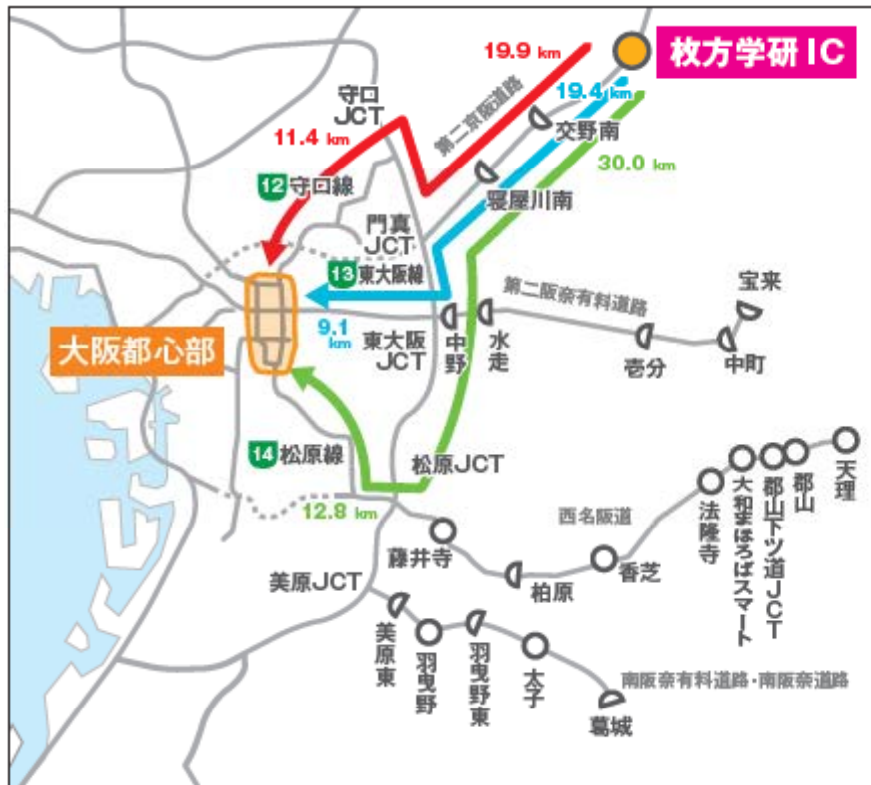 19.9 km
枚方学研IC
守口
JCT
第二京阪道路
19.4 km
11.4 km
交野南
30.0 km
12 守口線
寝屋川南
門真
JCT
13 東大阪線
宝来
第二阪奈有料道路
大阪都心部
9.1
km
東大阪
JCT
中野
水走
壱分
中町
14 松原線
松原JCT
天理
郡山
郡山下ツ道JCT
大和まほろばスマート
法隆寺
12.8 km
西名阪道
藤井寺
香芝
柏原
美原JCT
美原東
羽曳野
羽曳野東
太子
南阪奈有料道路・南阪奈道路
葛城